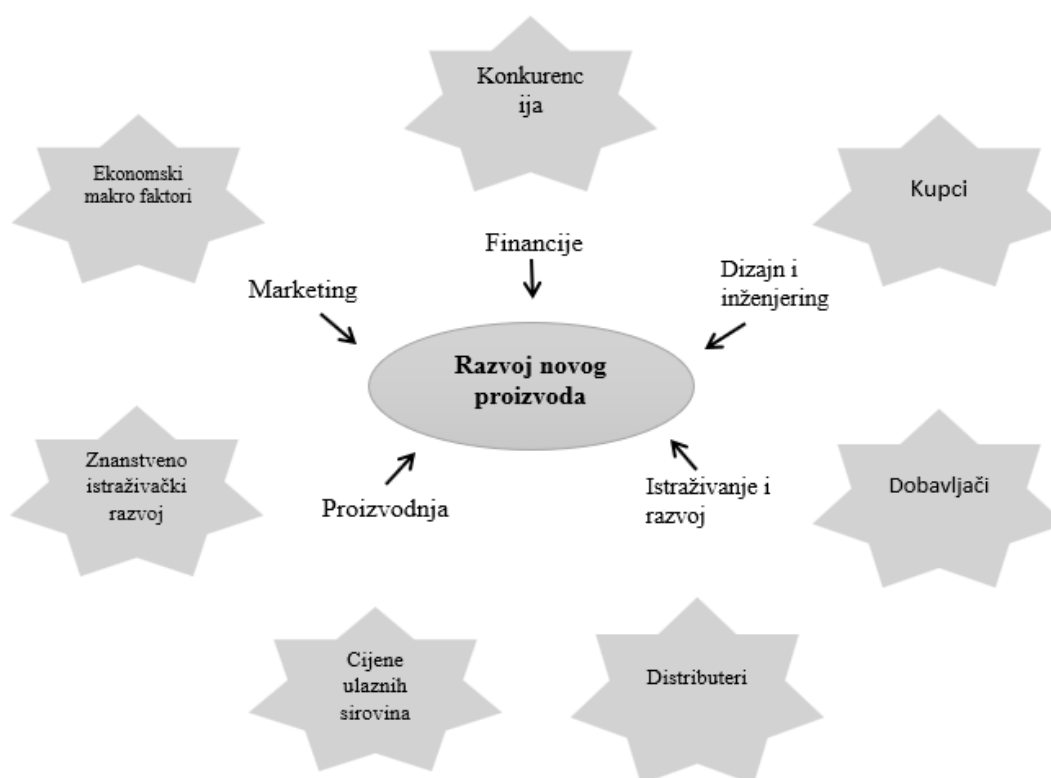 Konkurenc
ija
Ekonomski
makro faktori
Kupci
Financije
Dizajn i
inženjering
Marketing
Razvoj novog
proizvoda
Znanstveno
istraživački
razvoj
Proizvodnja
Istraživanje i
razvoj
Dobavljači
Cijene
ulaznih
sirovina
Distributeri